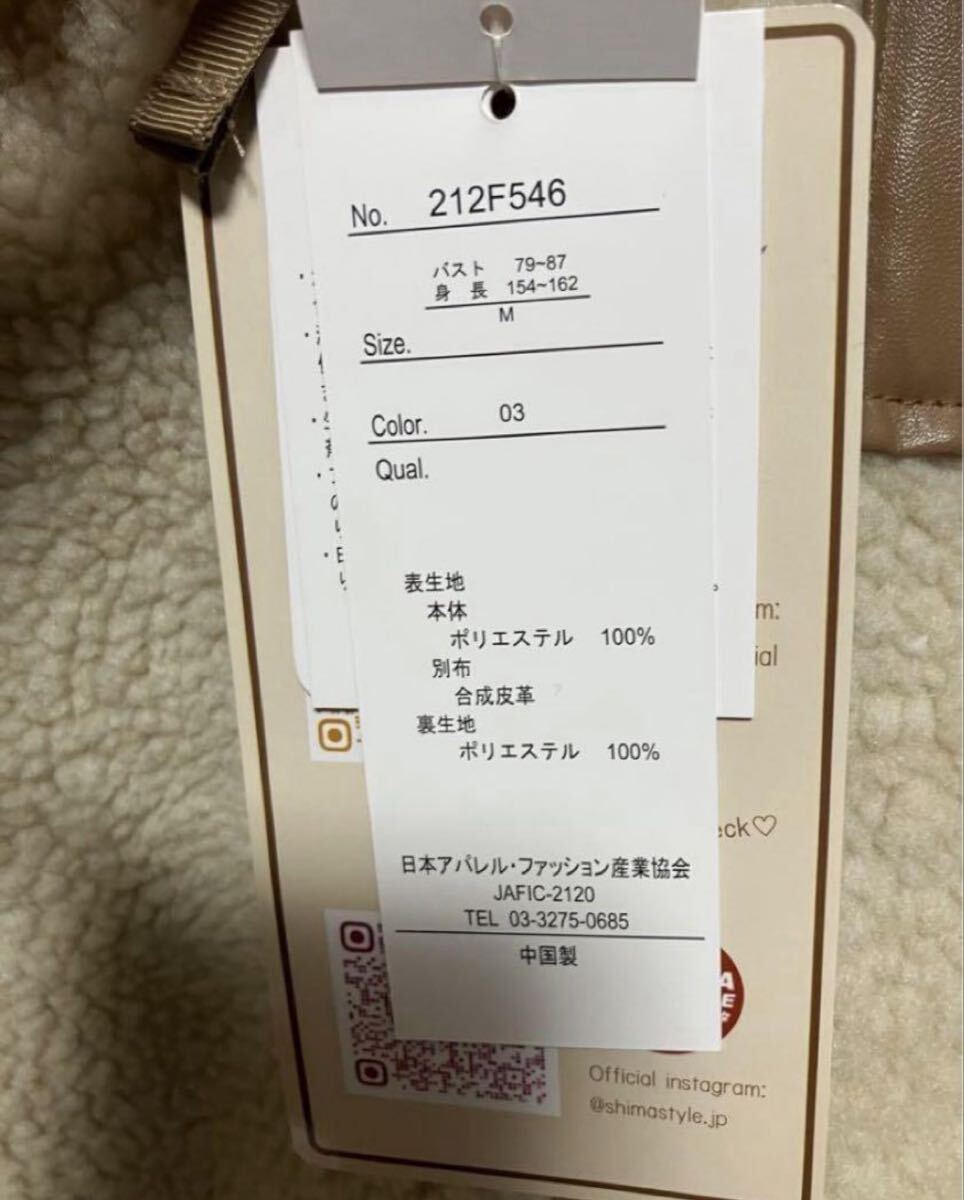 No. 212F546
バスト 79~87
身 長 154~162
M
Size.
Color. 03
Qual.
表生地
本体
ポリエステル 100%
別布
合成皮革
裏生地
ポリエステル 100%
日本アパレル・ファッション産業協会
JAFIC-2120
TEL 03-3275-0685
中国製
m:
ial
eck♡
Official instagram:
@shimastyle.jp